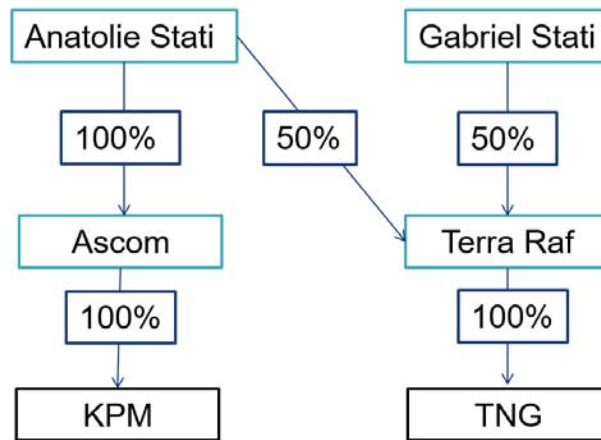 Anatolie Stati
Gabriel Stati
100%
50%
50%
Ascom
Terra Raf
100%
100%
KPM
TNG